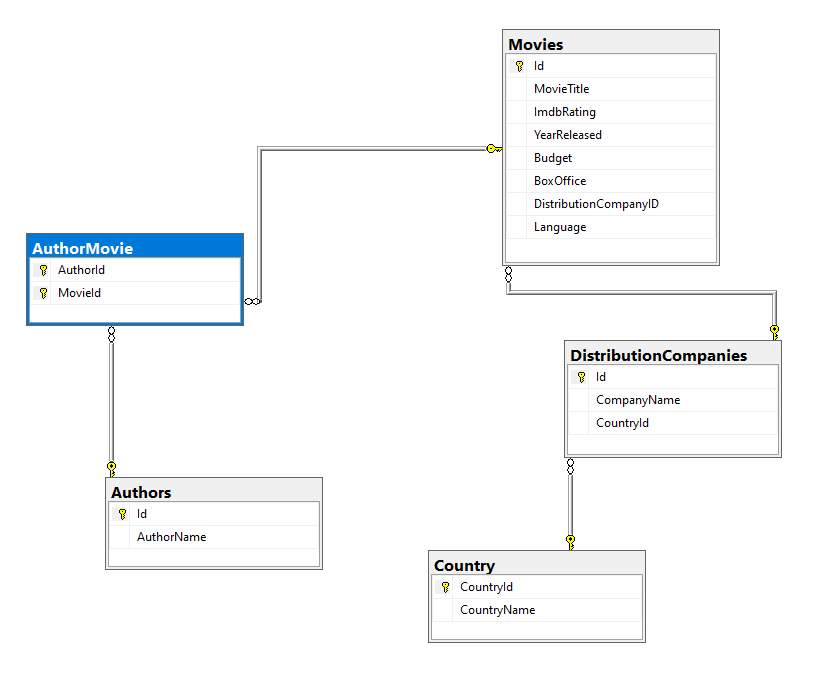 Movies
Id
MovieTitle
ImdbRating
YearReleased
Budget
BoxOffice
DistributionCompanyID
Language
AuthorMovie
AuthorId
MovieId
DistributionCompanies
Id
CompanyName
CountryId
Authors
Id
AuthorName
Country
CountryId
CountryName